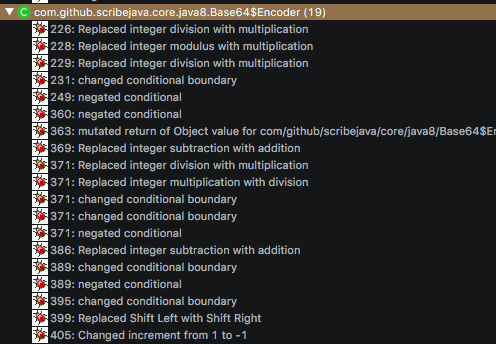 C com.github.scribejava.core.java8.Base64$Encoder (19)
226: Replaced integer division with multiplication
228: Replaced integer modulus with multiplication
229: Replaced integer division with multiplication
231: changed conditional boundary
249: negated conditional
360: negated conditional
363: mutated return of Object value for com/github/scribejava/core/java8/Base64$En
369: Replaced integer subtraction with addition
371: Replaced integer division with multiplication
371: Replaced integer multiplication with division
371: changed conditional boundary
371: changed conditional boundary
371: negated conditional
386: Replaced integer subtraction with addition
389: changed conditional boundary
389: negated conditional
395: changed conditional boundary
399: Replaced Shift Left with Shift Right
405: Changed increment from 1 to -1